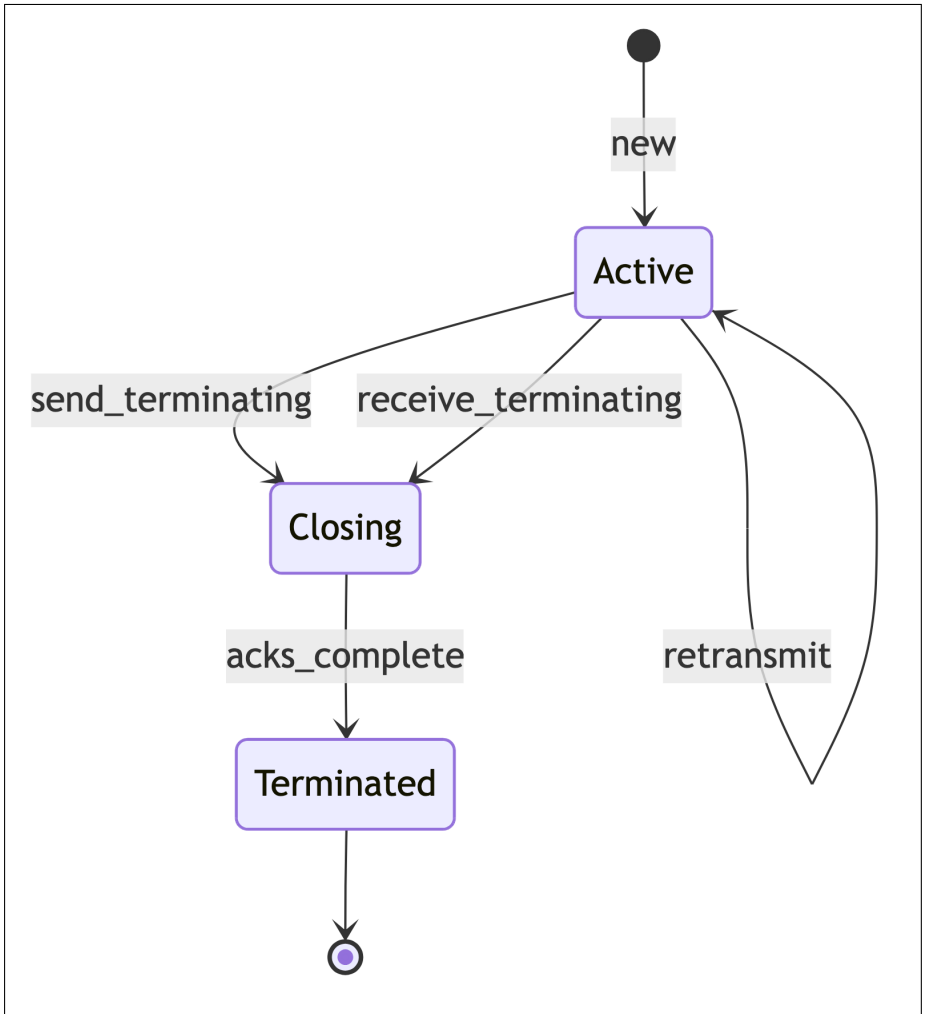 new
Active
send_terminating
receive_terminating
Closing
acks_complete
retransmit
Terminated